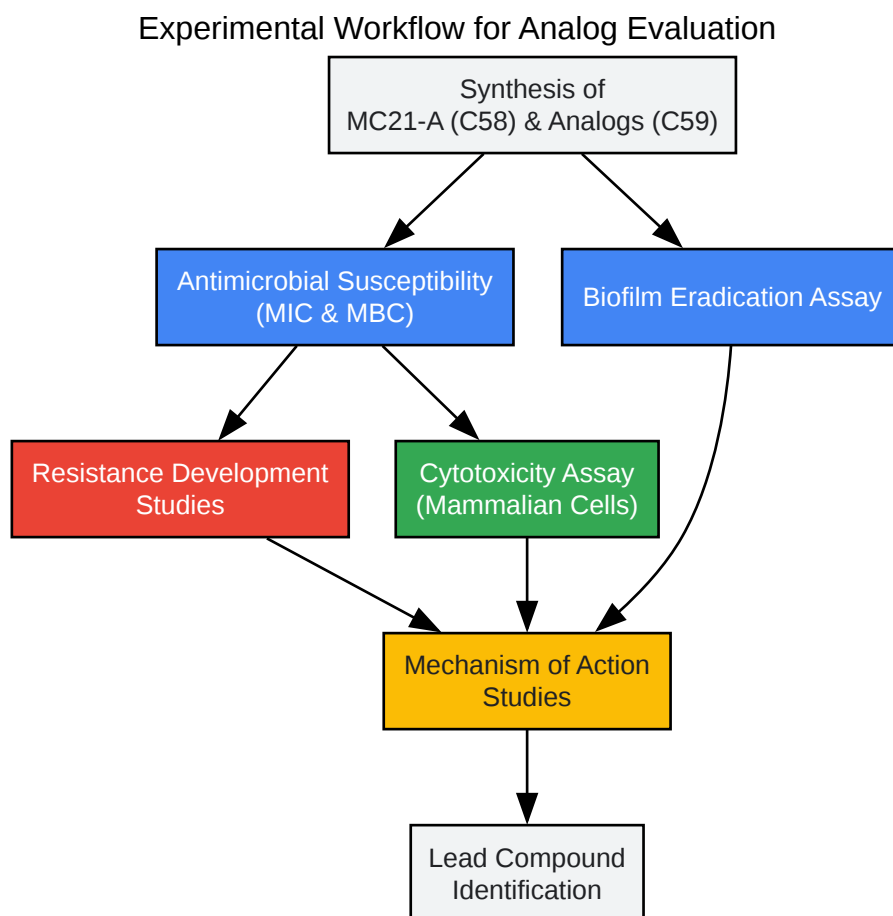 Experimental Workflow for Analog Evaluation
Synthesis of
MC21-A (C58) & Analogs (C59)
Antimicrobial Susceptibility
(MIC & MBC)
Biofilm Eradication Assay
Resistance Development
Studies
Cytotoxicity Assay
(Mammalian Cells)
Mechanism of Action
Studies
Lead Compound
Identification